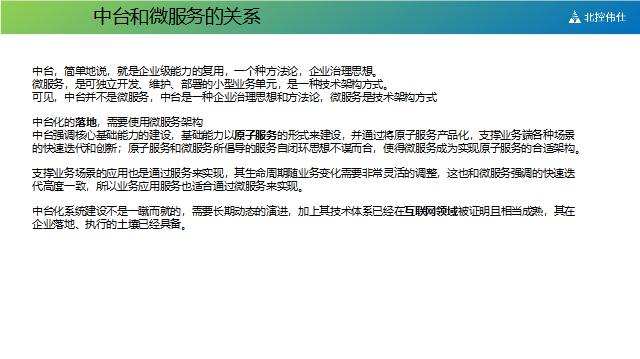 中台和微服务的关系
北控伟仕
中台，简单地说，就是企业级能力的复用，一个种方法论，企业治理思想。
微服务，是可独立开发、维护、部署的小型业务单元，是一种技术架构方式。
可见，中台并不是微服务，中台是一种企业治理思想和方法论，微服务是技术架构方式
中台化的落地，需要使用微服务架构
中台强调核心基础能力的建设，基础能力以原子服务的形式来建设，并通过将原子服务产品化，支撑业务端各种场景
的快速迭代和创新；原子服务和微服务所倡导的服务自闭环思想不谋而合，使得微服务成为实现原子服务的合适架构。
支撑业务场景的应用也是通过服务来实现，其生命周期随业务变化需要非常灵活的调整，这也和微服务强调的快速迭
代高度一致，所以业务应用服务也适合通过微服务来实现。
中台化系统建设不是一蹴而就的，需要长期动态的演进，加上其技术体系已经在互联网领域被证明且相当成熟，其在
企业落地、执行的土壤已经具备。